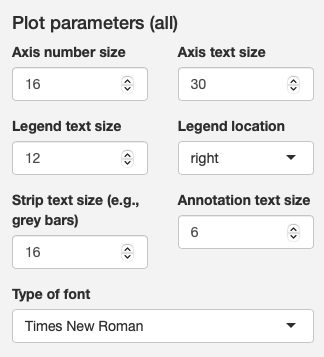 Plot parameters (all)
Axis number size
Axis text size
16
30
Legend text size
Legend location
12
right
Strip text size (e.g.,
grey bars)
Annotation text size
16
6
Type of font
Times New Roman